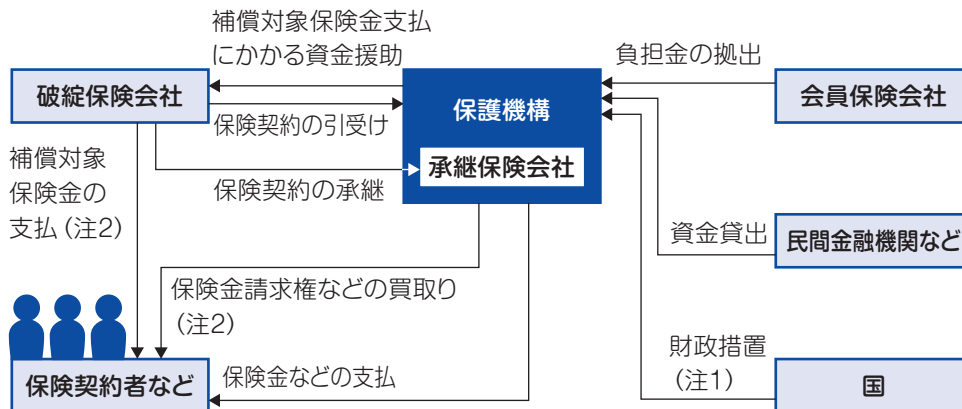 補償対象保険金支払
にかかる資金援助
負担金の拠出
破綻保険会社
保護機構
会員保険会社
保険契約の引受け
補償対象
保険金の
支払（注2）
承継保険会社
保険契約の承継
資金貸出
民間金融機関など
保険金請求権などの買取り
（注2）
財政措置
（注1）
保険契約者など
保険金などの支払
国